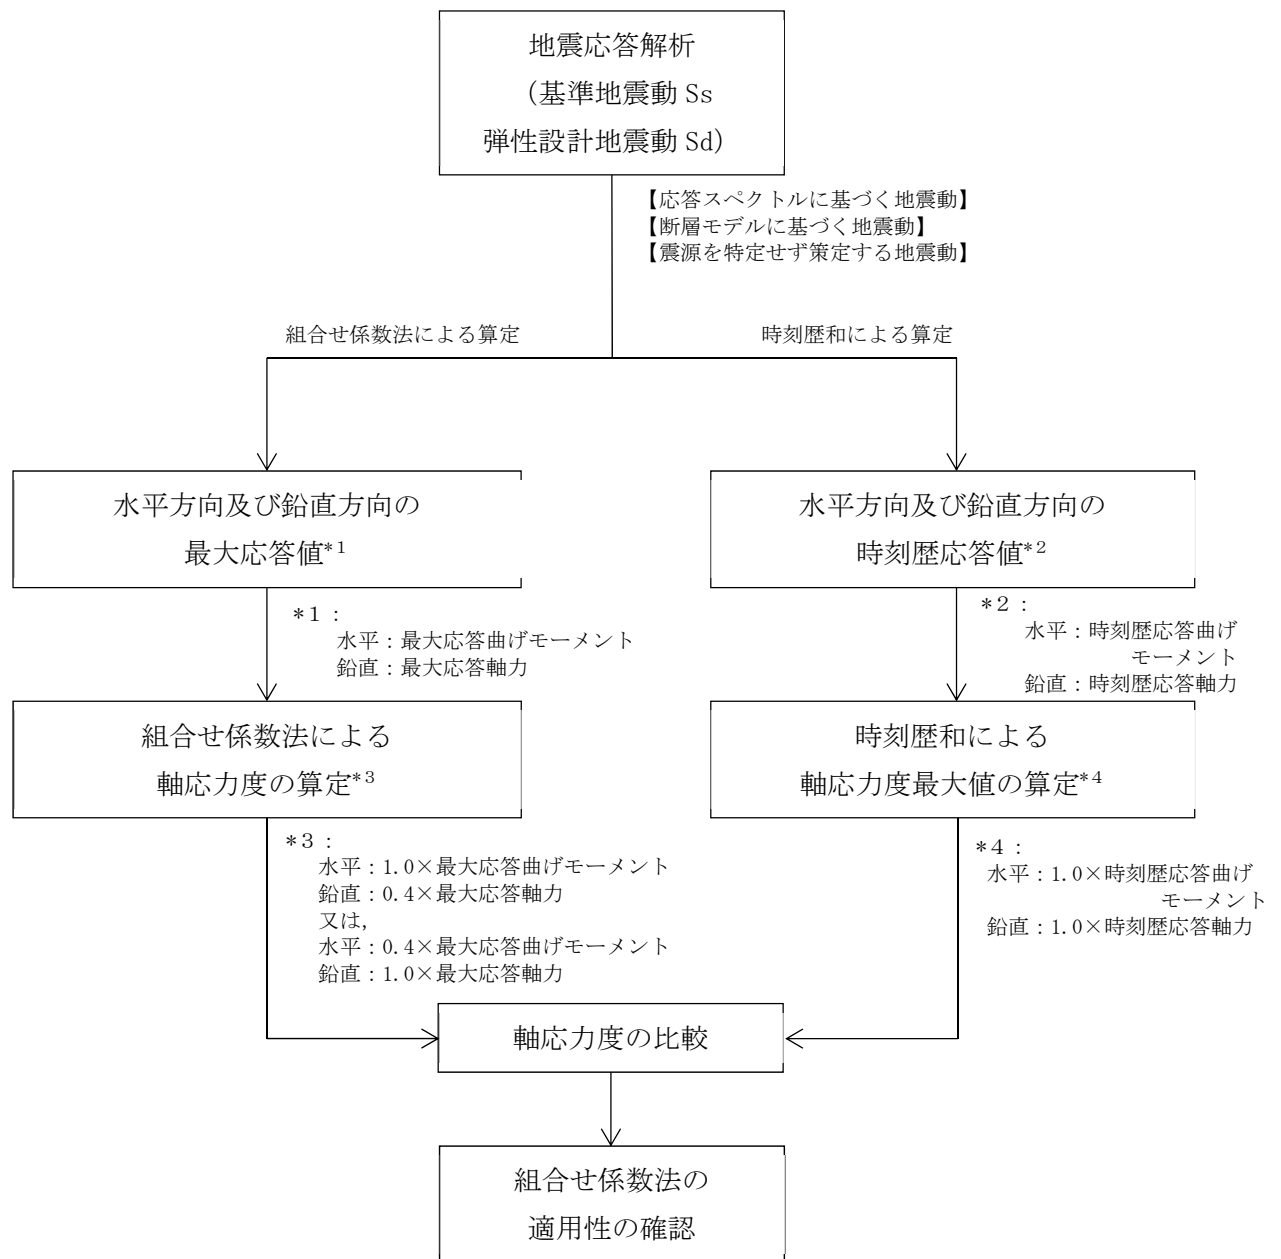 地震応答解析
（基準地震動 Ss
弾性設計地震動 Sd）
【応答スペクトルに基づく地震動】
【断層モデルに基づく地震動】
【震源を特定せず策定する地震動】
組合せ係数法による算定
時刻歴和による算定
水平方向及び鉛直方向の
最大応答値*1
水平方向及び鉛直方向の
時刻歴応答値*2
*1：
水平：最大応答曲げモーメント
鉛直：最大応答軸力
*2：
水平：時刻歴応答曲げ
モーメント
鉛直：時刻歴応答軸力
組合せ係数法による
軸応力度の算定*3
時刻歴和による
軸応力度最大値の算定*4
*3：
水平：1.0×最大応答曲げモーメント
鉛直：0.4×最大応答軸力
又は，
水平：0.4×最大応答曲げモーメント
鉛直：1.0×最大応答軸力
*4：
水平：1.0×時刻歴応答曲げ
モーメント
鉛直：1.0×時刻歴応答軸力
軸応力度の比較
組合せ係数法の
適用性の確認